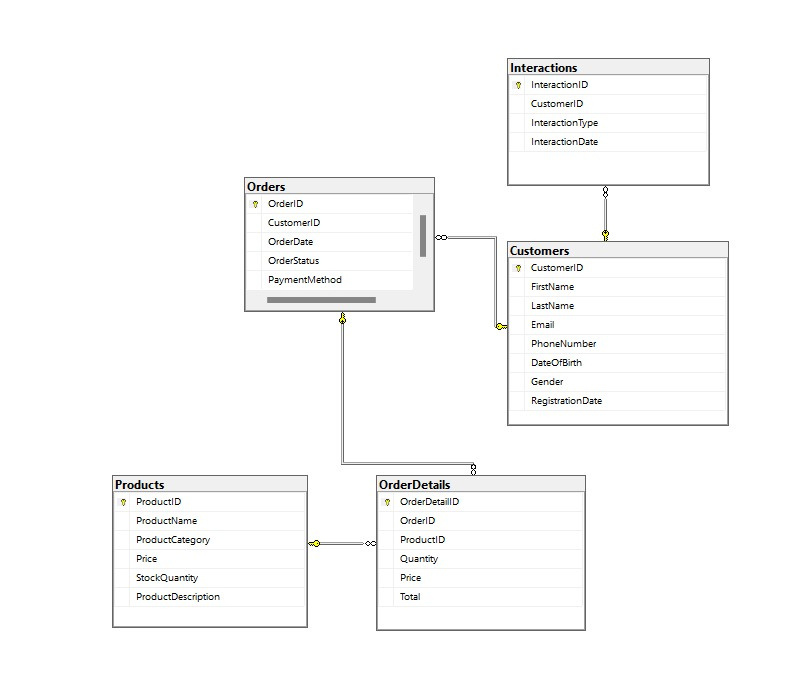 Interactions
InteractionID
CustomerID
InteractionType
InteractionDate
Orders
OrderID
CustomerID
OrderDate
OrderStatus
PaymentMethod
Customers
CustomerID
FirstName
LastName
Email
PhoneNumber
DateOfBirth
Gender
RegistrationDate
Products
ProductID
ProductName
ProductCategory
Price
StockQuantity
ProductDescription
OrderDetails
OrderDetailID
OrderID
ProductID
Quantity
Price
Total